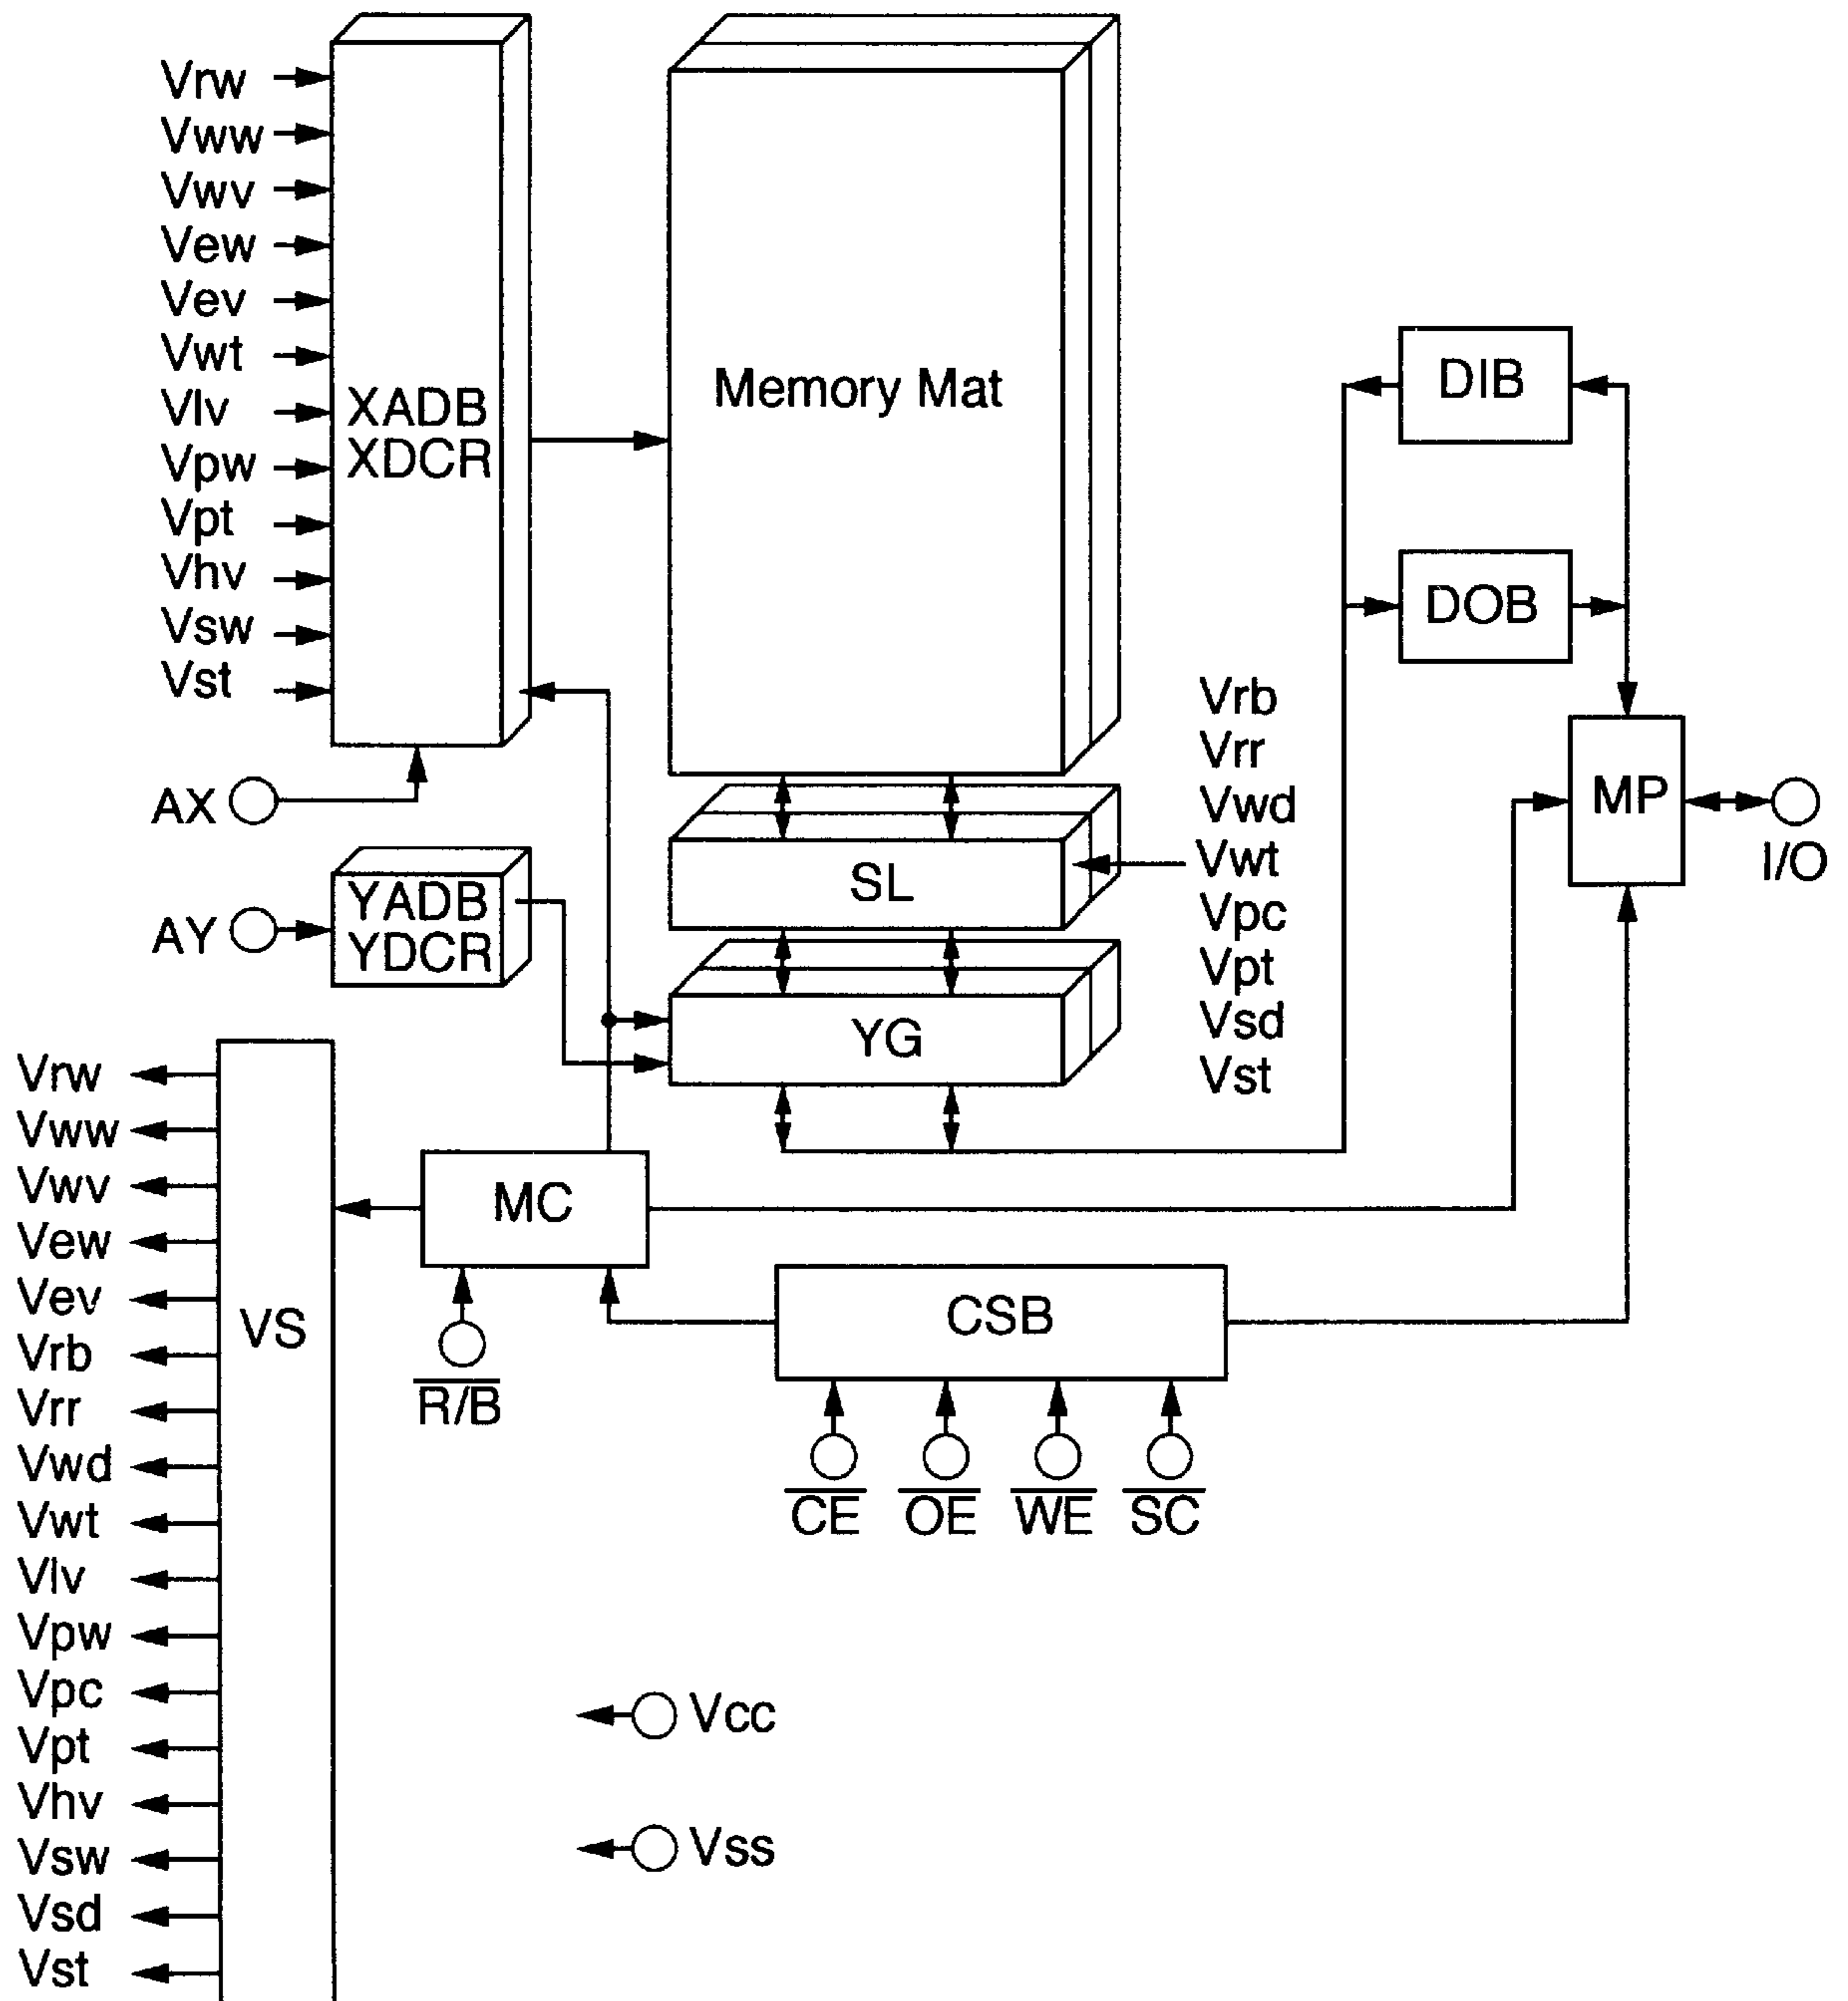 Vrw
Vww
Vwv
Vew
Vev
Vwt
Vlv
Vpw
Vpt
Vhv
Vsw
Vst
XADB
XDCR
Memory Mat
DIB
DOB
MP
I/O
AX
AY
YADB
YDCR
SL
YG
Vrb
Vrr
Vwd
Vwt
Vpc
Vpt
Vsd
Vst
MC
R/B
CSB
CE
OE
WE
SC
VS
Vrw
Vww
Vwv
Vew
Vev
Vrb
Vrr
Vwd
Vwt
Vlv
Vpw
Vpc
Vpt
Vhv
Vsw
Vsd
Vst
Vcc
Vss